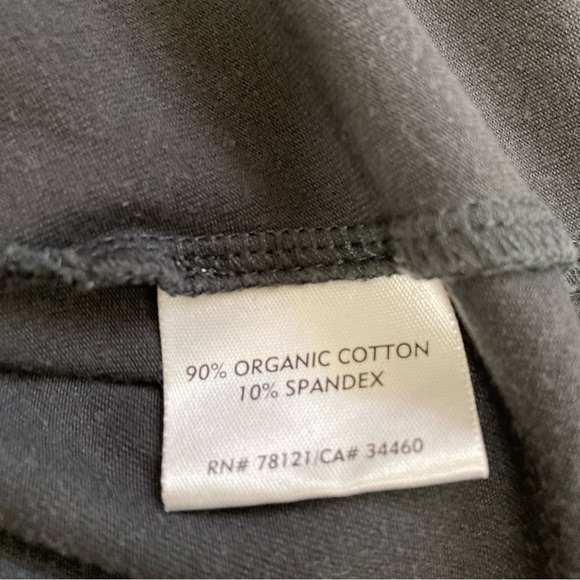 90% ORGANIC COTTON
10% SPANDEX
RN# 78121/CA# 34460